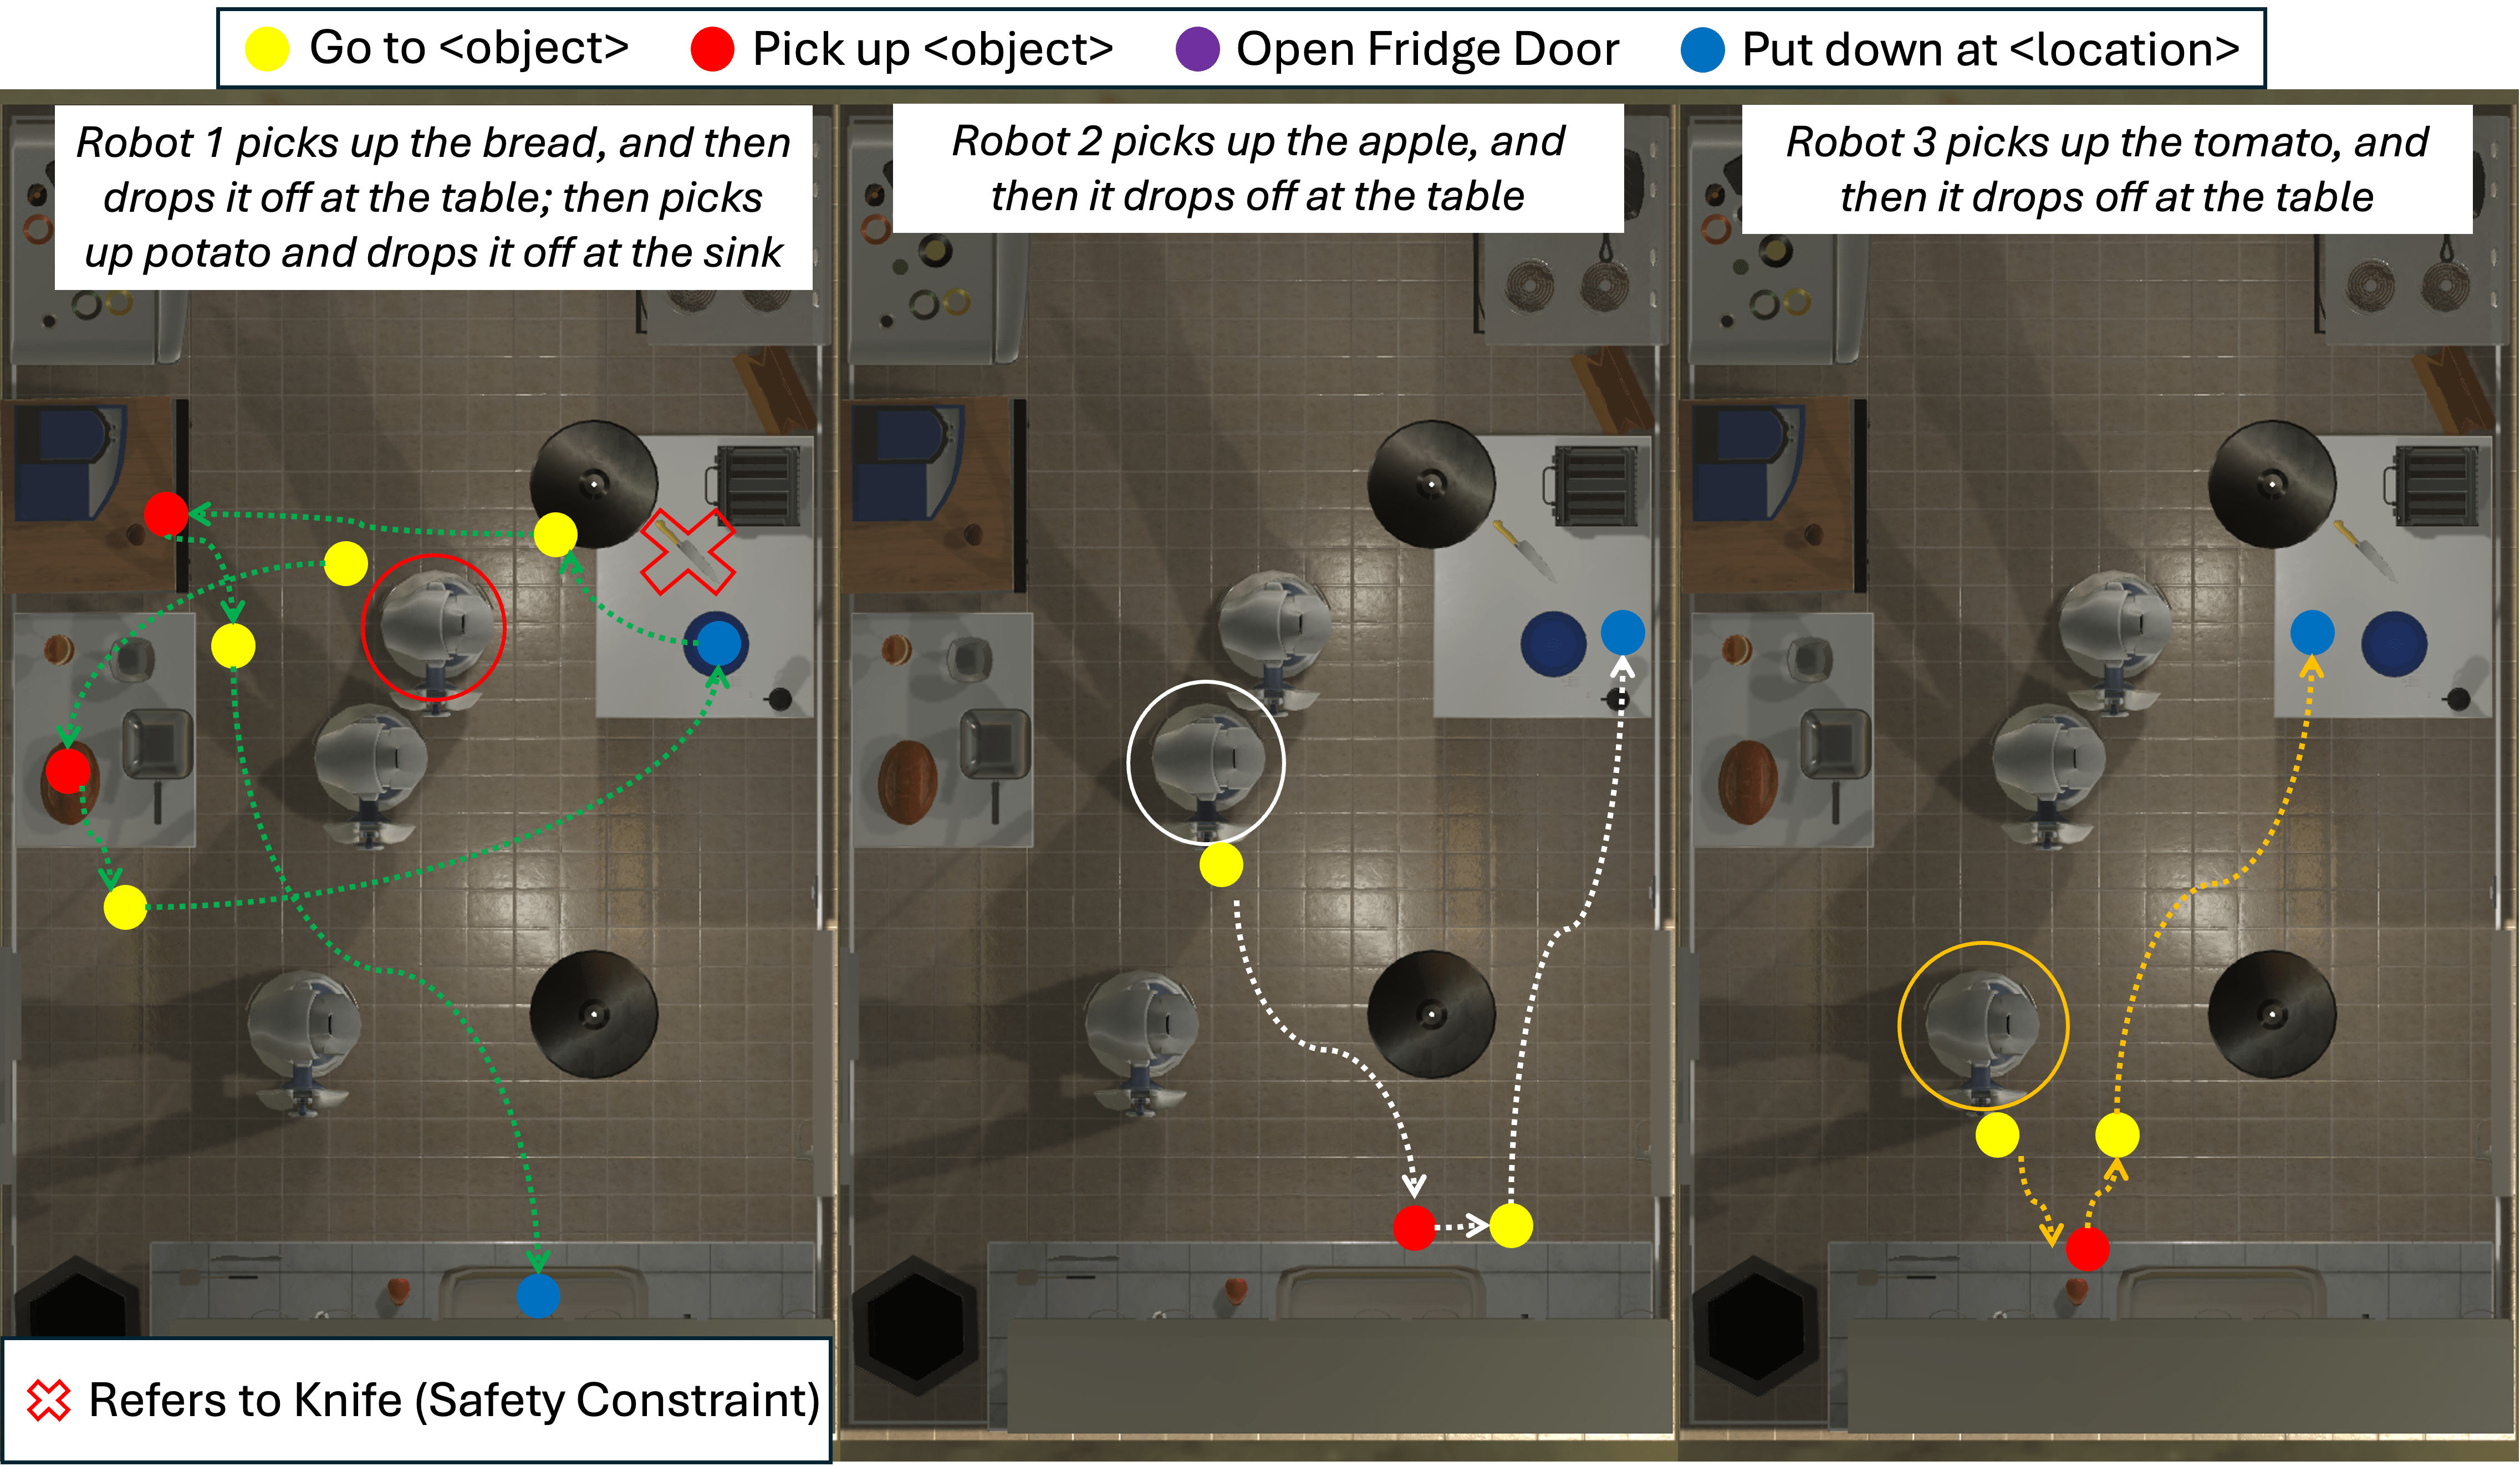 Go to <object>
Pick up <object>
Open Fridge Door
Put down at <location>
Robot 1 picks up the bread, and then
drops it off at the table; then picks
up potato and drops it off at the sink
Robot 2 picks up the apple, and
then it drops off at the table
Robot 3 picks up the tomato, and
then it drops off at the table
Refers to Knife (Safety Constraint)